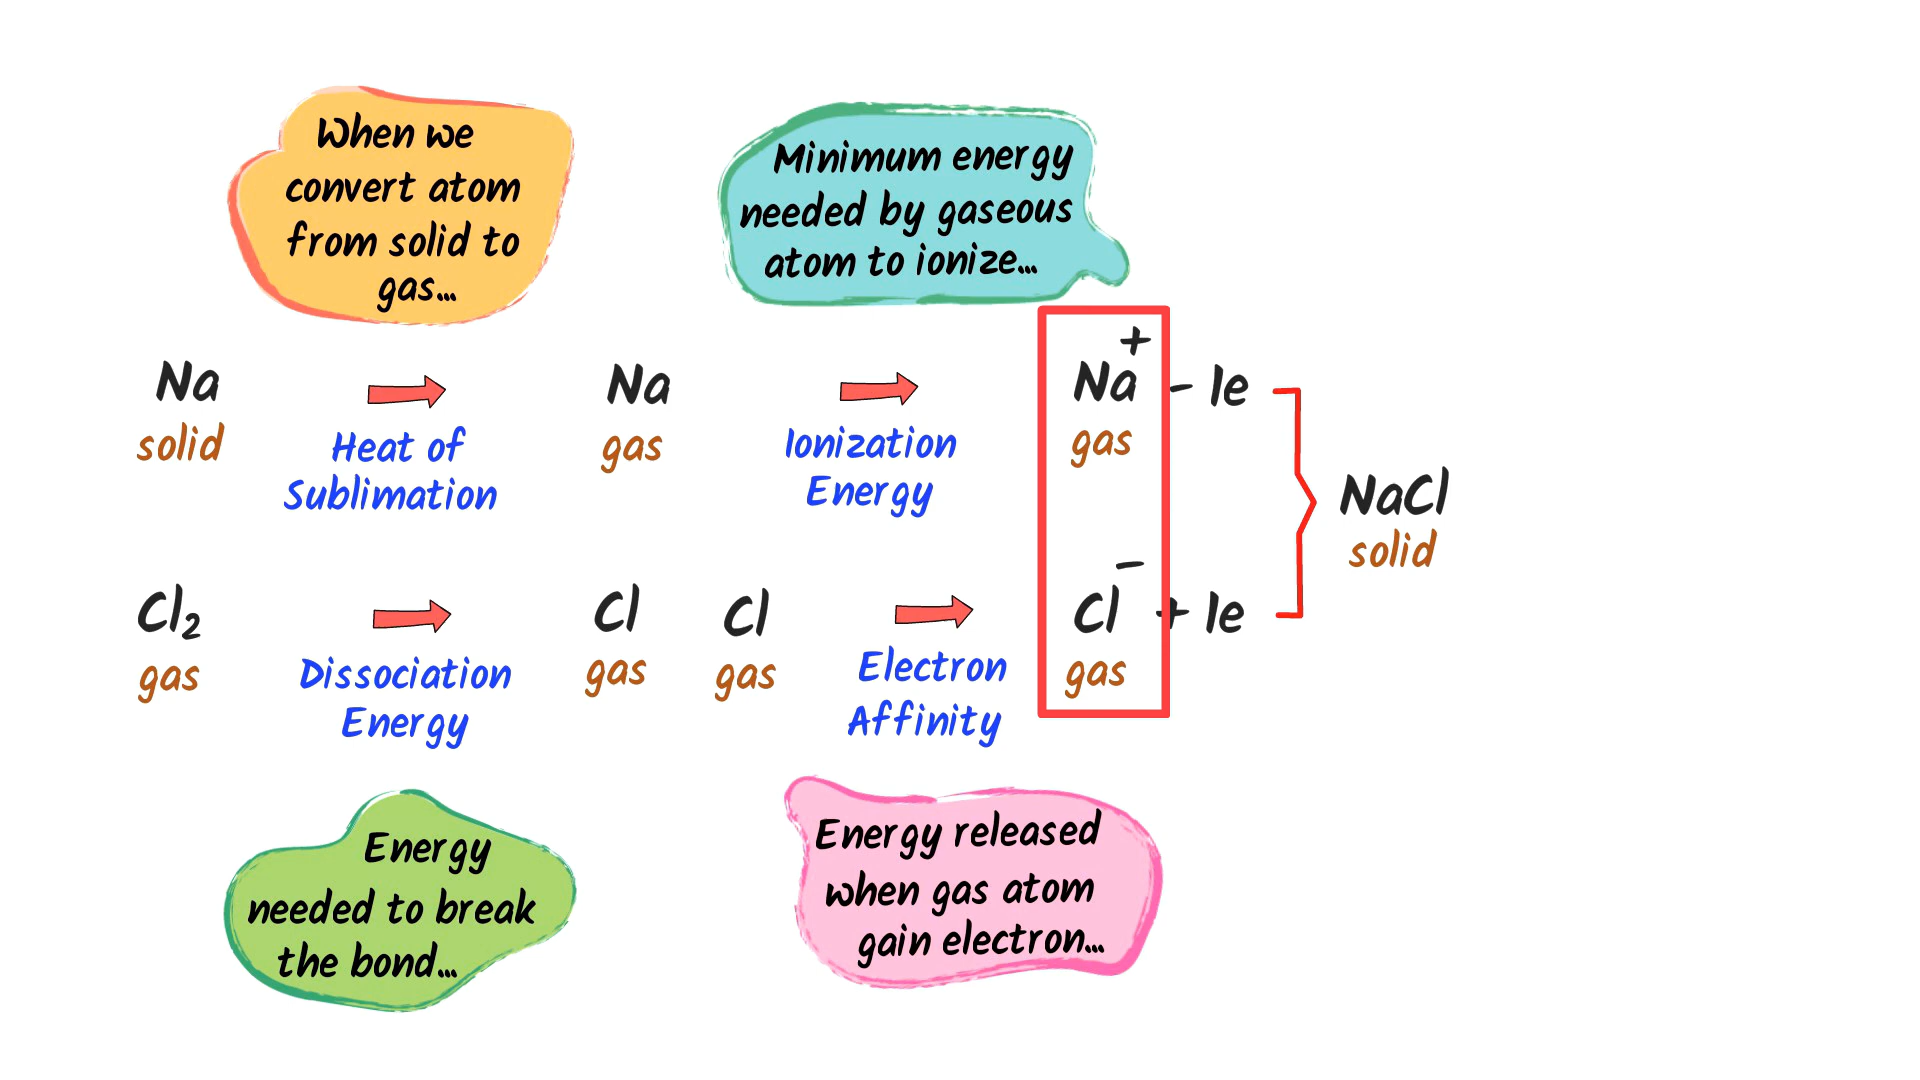 When we
convert atom
from solid to
gas...
Minimum energy
needed by gaseous
atom to ionize...
Na
solid
Heat of
Sublimation
Na
gas
Ionization
Energy
Na⁺ - 1e
gas
NaCl
solid
Cl₂
gas
Dissociation
Energy
Cl
gas
Cl
gas
Electron
Affinity
Cl⁻ + 1e
gas
Energy
needed to break
the bond...
Energy released
when gas atom
gain electron...